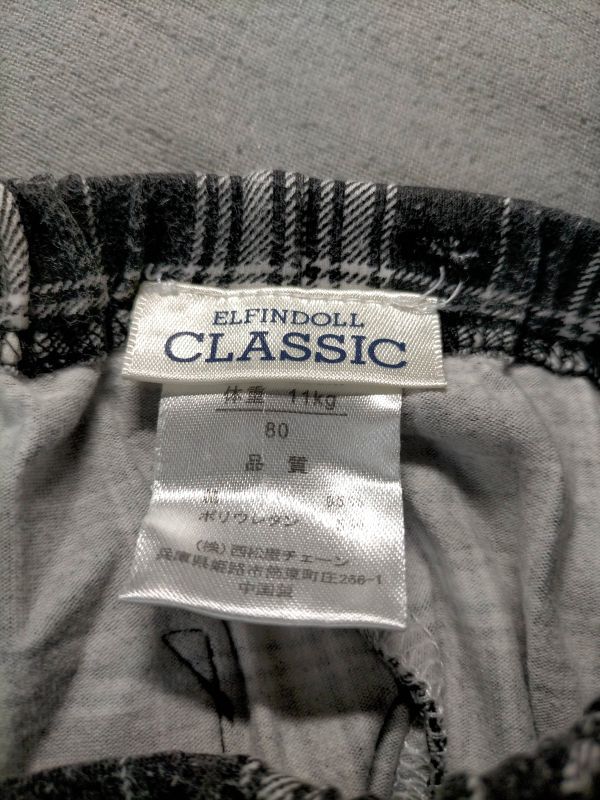 ELFINDOLL
CLASSIC
体重 11kg
80
品質
ポリウレタン
(株)西松屋チェーン
兵庫県姫路市飾東町庄266-1
中国製